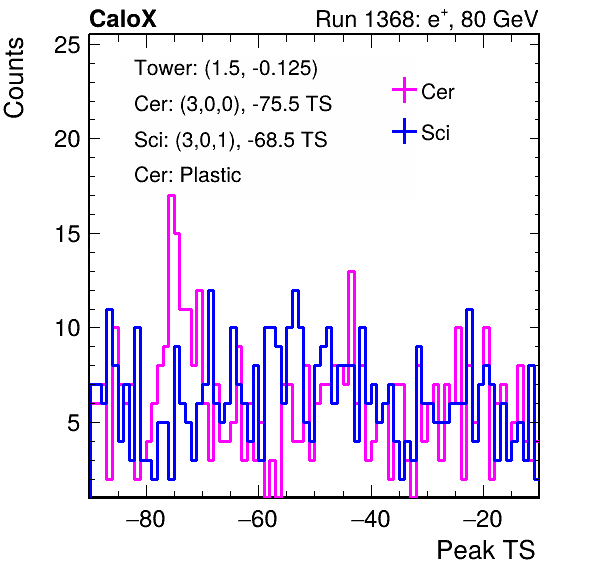 CaloX Run 1368: e⁺, 80 GeV
Counts
25
20
15
10
5
Tower: (1.5, -0.125)
Cer: (3,0,0), -75.5 TS
Sci: (3,0,1), -68.5 TS
Cer: Plastic
Cer
Sci
−80 −60 −40 −20
Peak TS